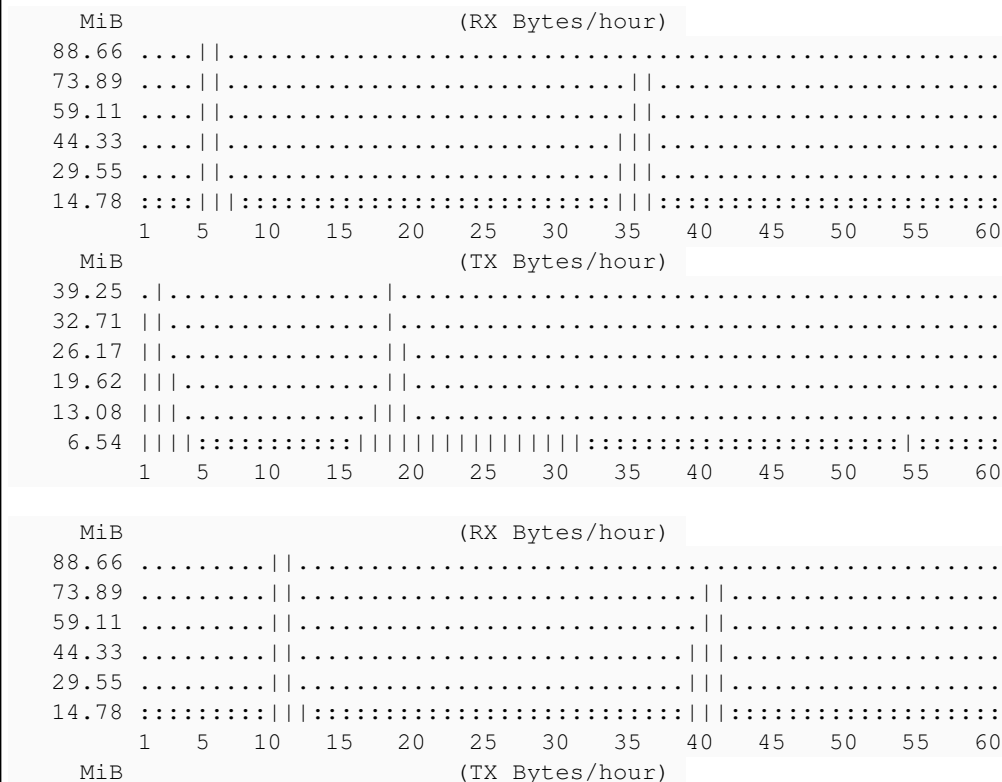 MiB                       (RX Bytes/hour)
88.66 ....||......................................................
73.89 ....||............................||........................
59.11 ....||............................||........................
44.33 ....||...........................|||........................
29.55 ....||...........................|||........................
14.78 ::::|||::::::::::::::::::::::::::|||::::::::::::::::::::::::
1   5   10   15   20   25   30   35   40   45   50   55   60
MiB                       (TX Bytes/hour)
39.25 .|...............|..........................................
32.71 ||...............|..........................................
26.17 ||...............||.........................................
19.62 |||..............||.........................................
13.08 |||.............|||.........................................
6.54 ||||:::::::::::||||||||||||||||::::::::::::::::::::::|::::::
1   5   10   15   20   25   30   35   40   45   50   55   60
MiB                       (RX Bytes/hour)
88.66 .........||.................................................
73.89 .........||............................||...................
59.11 .........||............................||...................
44.33 .........||...........................|||...................
29.55 .........||...........................|||...................
14.78 :::::::::|||::::::::::::::::::::::::::|||:::::::::::::::::::
1   5   10   15   20   25   30   35   40   45   50   55   60
MiB                       (TX Bytes/hour)